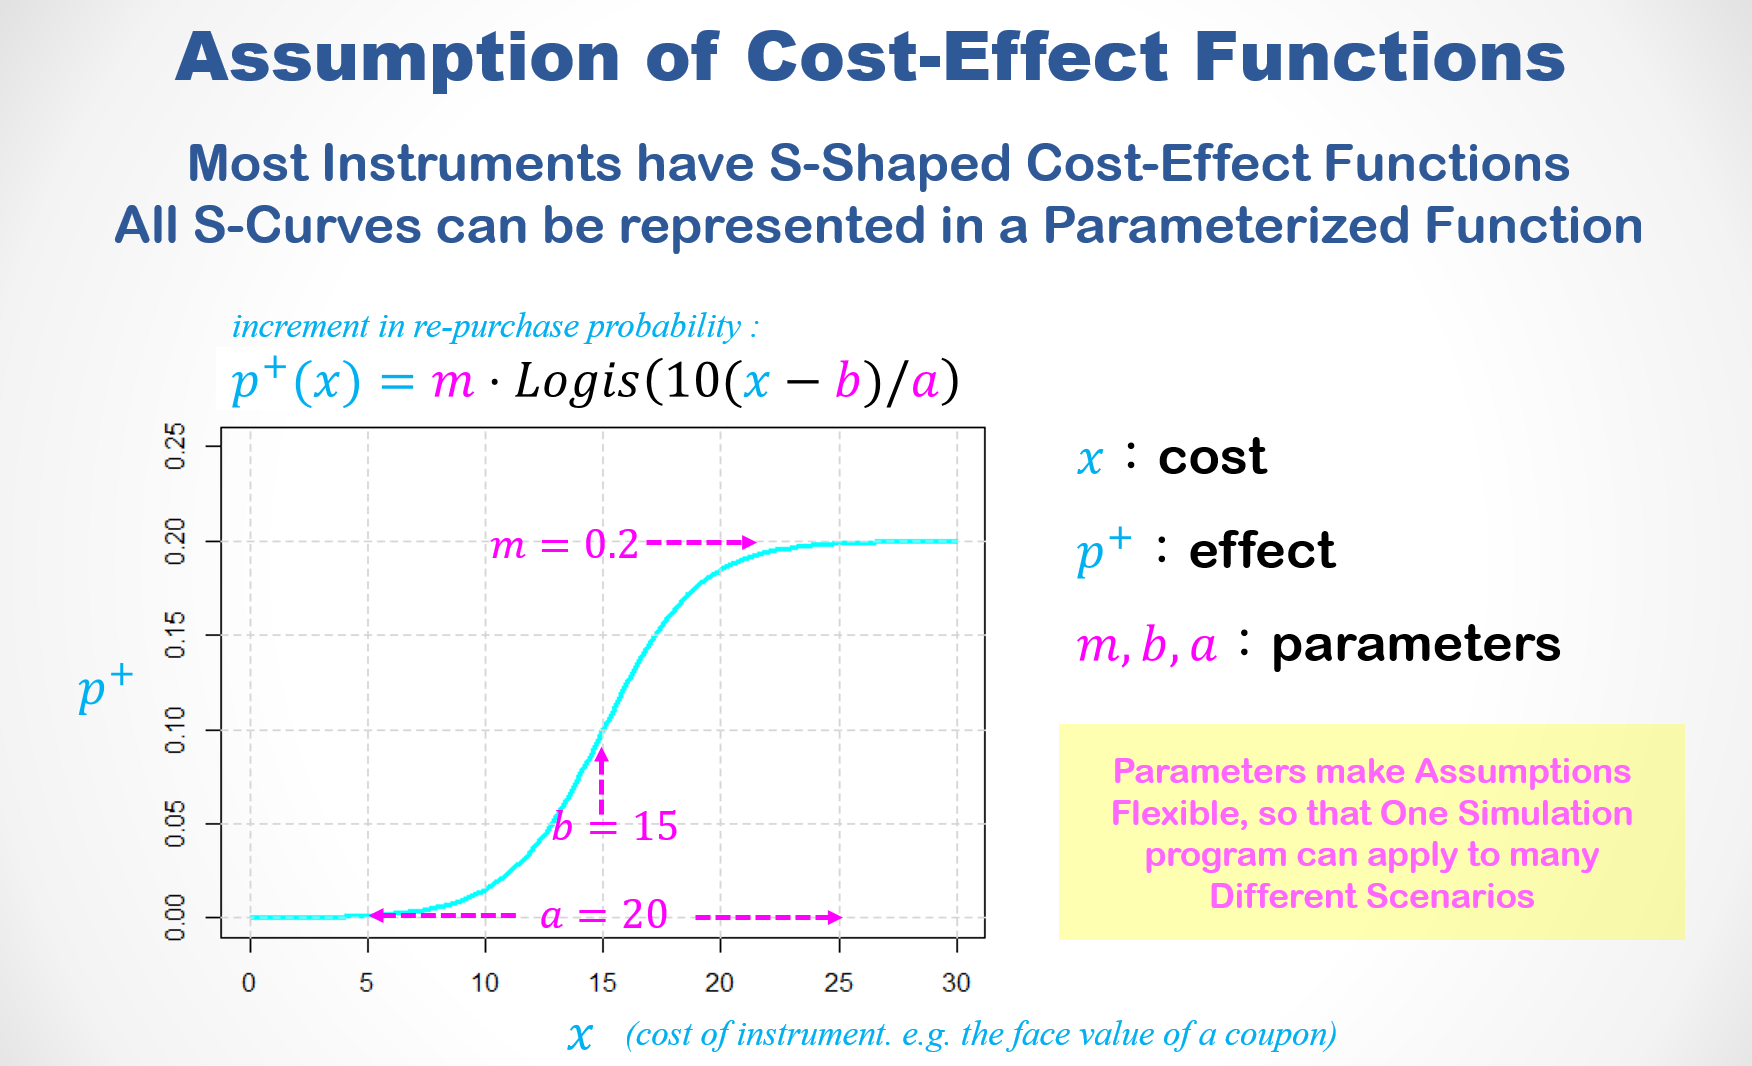 Assumption of Cost-Effect Functions
Most Instruments have S-Shaped Cost-Effect Functions
All S-Curves can be represented in a Parameterized Function
increment in re-purchase probability :
p⁺(x) = m · Logis(10(x − b)/a)
0.25
0.20
0.15
0.10
0.05
0.00
p⁺
m = 0.2
b = 15
a = 20
0 5 10 15 20 25 30
x (cost of instrument. e.g. the face value of a coupon)
x : cost
p⁺ : effect
m, b, a : parameters
Parameters make Assumptions
Flexible, so that One Simulation
program can apply to many
Different Scenarios